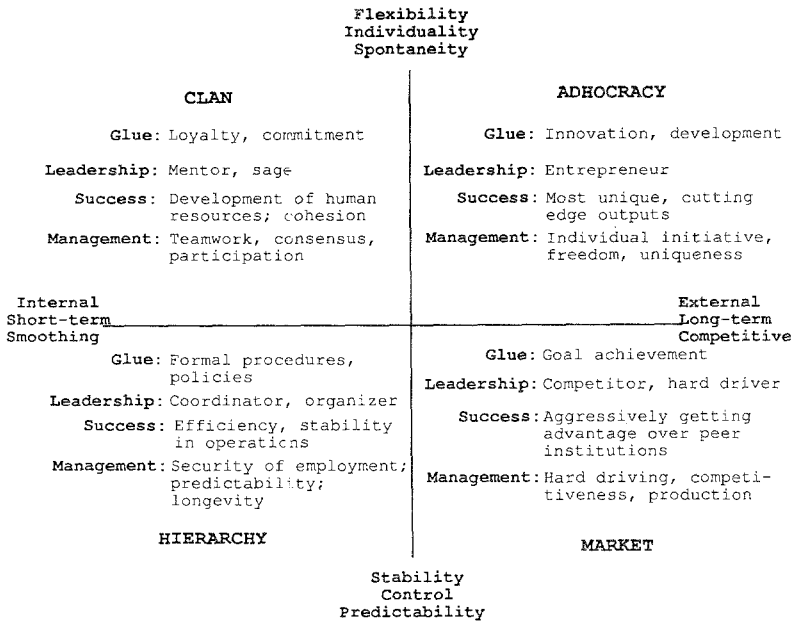 Flexibility
Individuality
Spontaneity
CLAN
Glue: Loyalty, commitment
Leadership: Mentor, sage
Success: Development of human
resources; cohesion
Management: Teamwork, consensus,
participation
ADHOCRACY
Glue: Innovation, development
Leadership: Entrepreneur
Success: Most unique, cutting
edge outputs
Management: Individual initiative,
freedom, uniqueness
Internal
Short-term
Smoothing
External
Long-term
Competitive
Glue: Formal procedures,
policies
Leadership: Coordinator, organizer
Success: Efficiency, stability
in operations
Management: Security of employment;
predictability;
longevity
HIERARCHY
Glue: Goal achievement
Leadership: Competitor, hard driver
Success: Aggressively getting
advantage over peer
institutions
Management: Hard driving, competi-
tiveness, production
MARKET
Stability
Control
Predictability